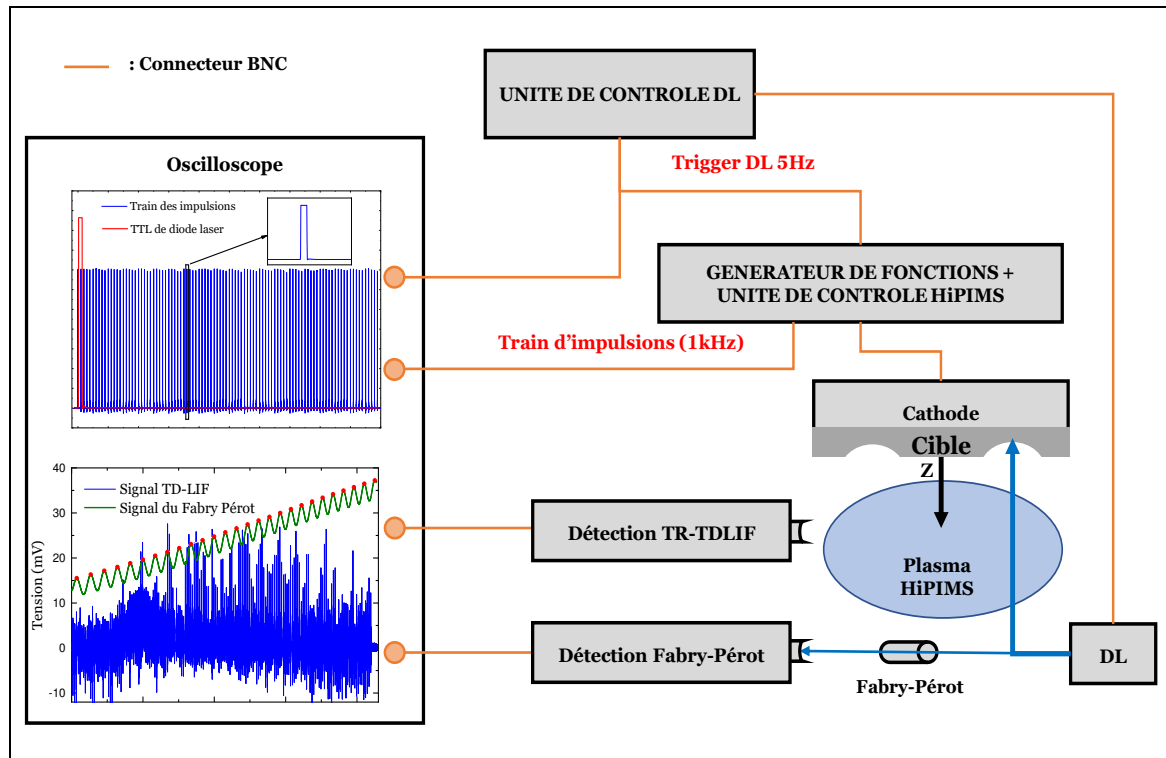 : Connecteur BNC
UNITE DE CONTROLE DL
Trigger DL 5Hz
Oscilloscope
Train des impulsions
TTL de diode laser
GENERATEUR DE FONCTIONS +
UNITE DE CONTROLE HiPIMS
Train d’impulsions (1kHz)
Cathode
Cible
Z
Plasma
HiPIMS
40
30
20
10
0
-10
Tension (mV)
Signal TD-LIF
Signal du Fabry Pérot
Détection TR-TDLIF
Détection Fabry-Pérot
Fabry-Pérot
DL